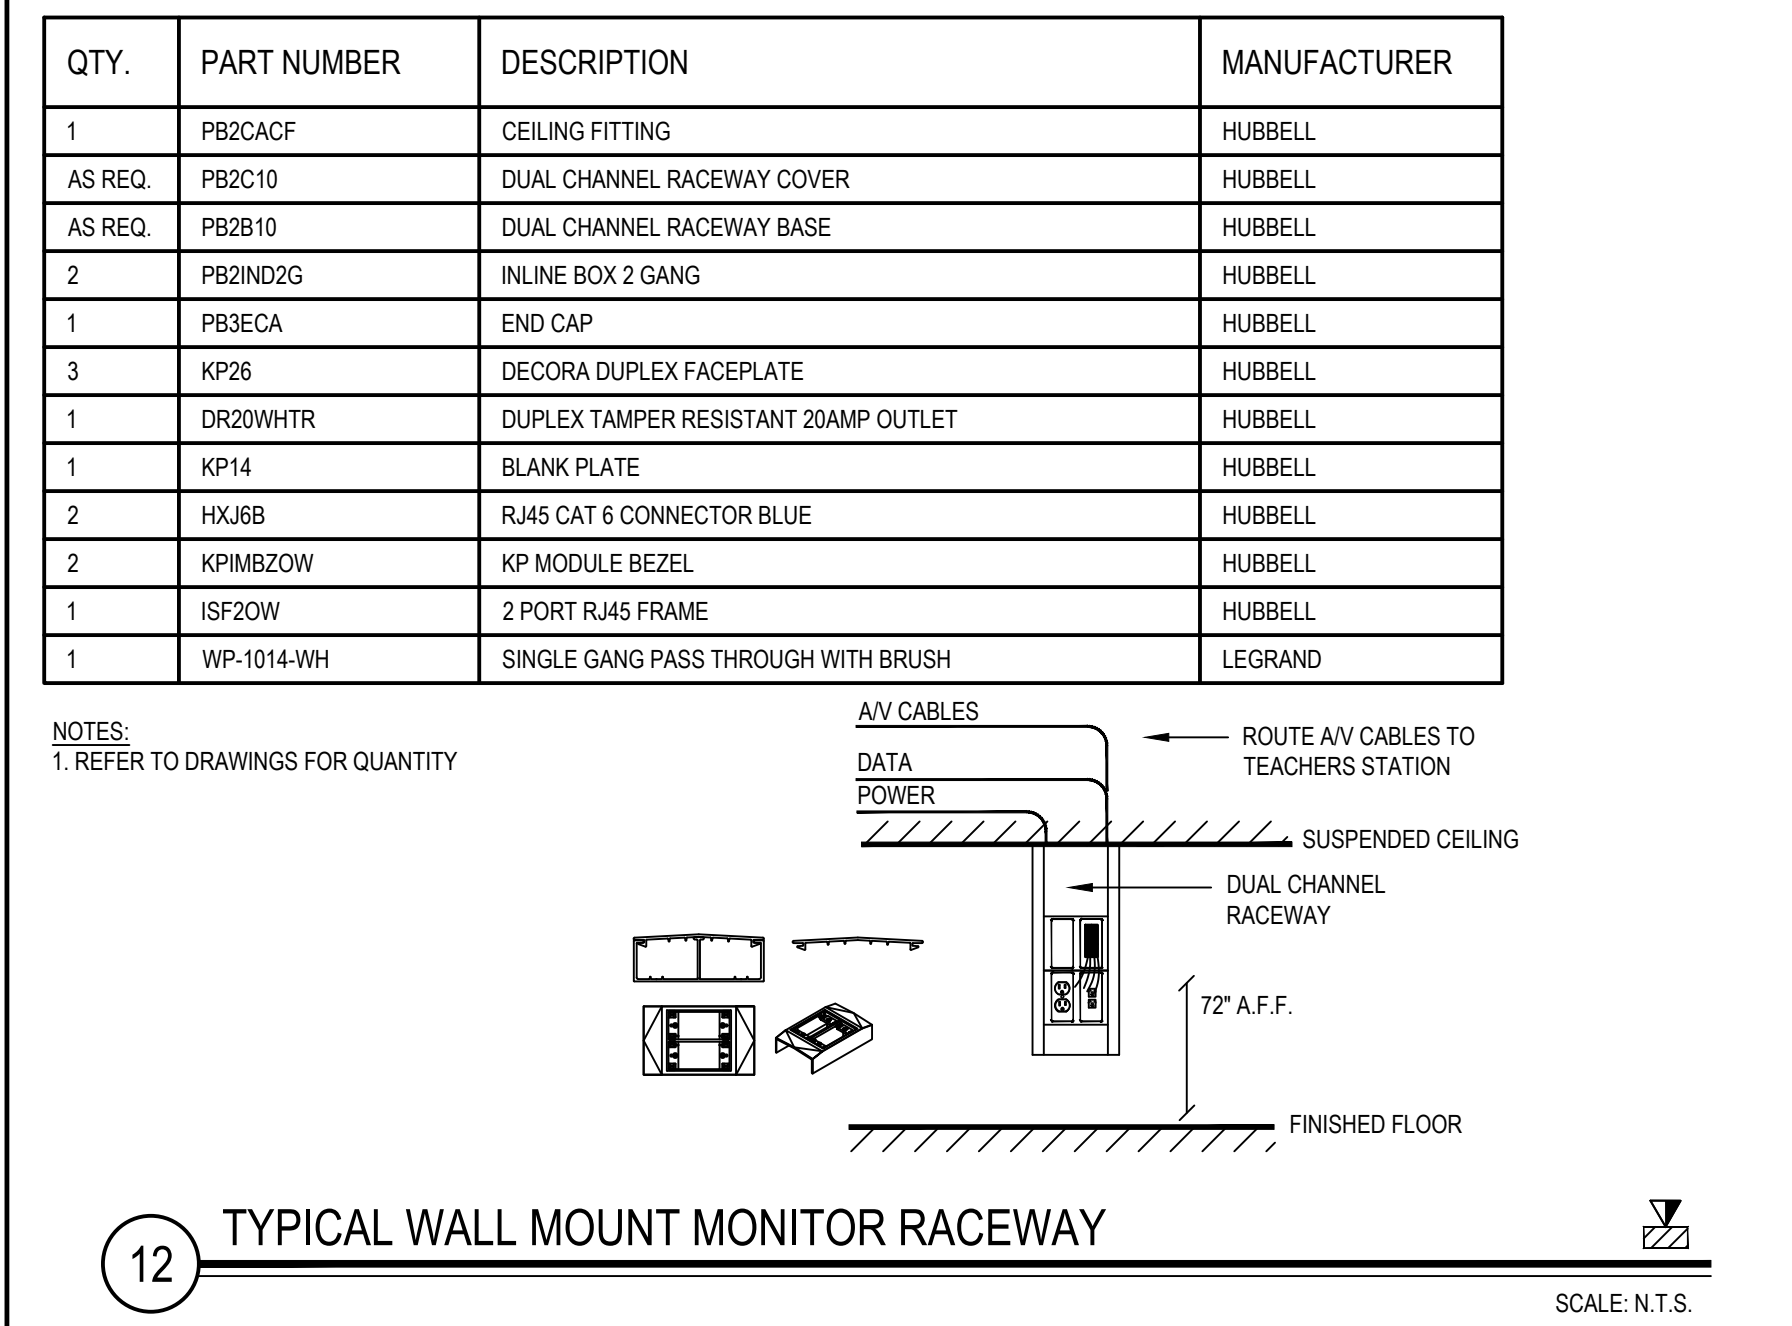 QTY. PART NUMBER DESCRIPTION MANUFACTURER
1 PB2CACF CEILING FITTING HUBBELL
AS REQ. PB2C10 DUAL CHANNEL RACEWAY COVER HUBBELL
AS REQ. PB2B10 DUAL CHANNEL RACEWAY BASE HUBBELL
2 PB2IND2G INLINE BOX 2 GANG HUBBELL
1 PB3ECA END CAP HUBBELL
3 KP26 DECORA DUPLEX FACEPLATE HUBBELL
1 DR20WHTR DUPLEX TAMPER RESISTANT 20AMP OUTLET HUBBELL
1 KP14 BLANK PLATE HUBBELL
2 HXJ6B RJ45 CAT 6 CONNECTOR BLUE HUBBELL
2 KPIMBZOW KP MODULE BEZEL HUBBELL
1 ISF2OW 2 PORT RJ45 FRAME HUBBELL
1 WP-1014-WH SINGLE GANG PASS THROUGH WITH BRUSH LEGRAND
NOTES:
1. REFER TO DRAWINGS FOR QUANTITY
A/V CABLES
DATA
POWER
ROUTE A/V CABLES TO
TEACHERS STATION
SUSPENDED CEILING
DUAL CHANNEL
RACEWAY
72" A.F.F.
FINISHED FLOOR
12
TYPICAL WALL MOUNT MONITOR RACEWAY
SCALE: N.T.S.